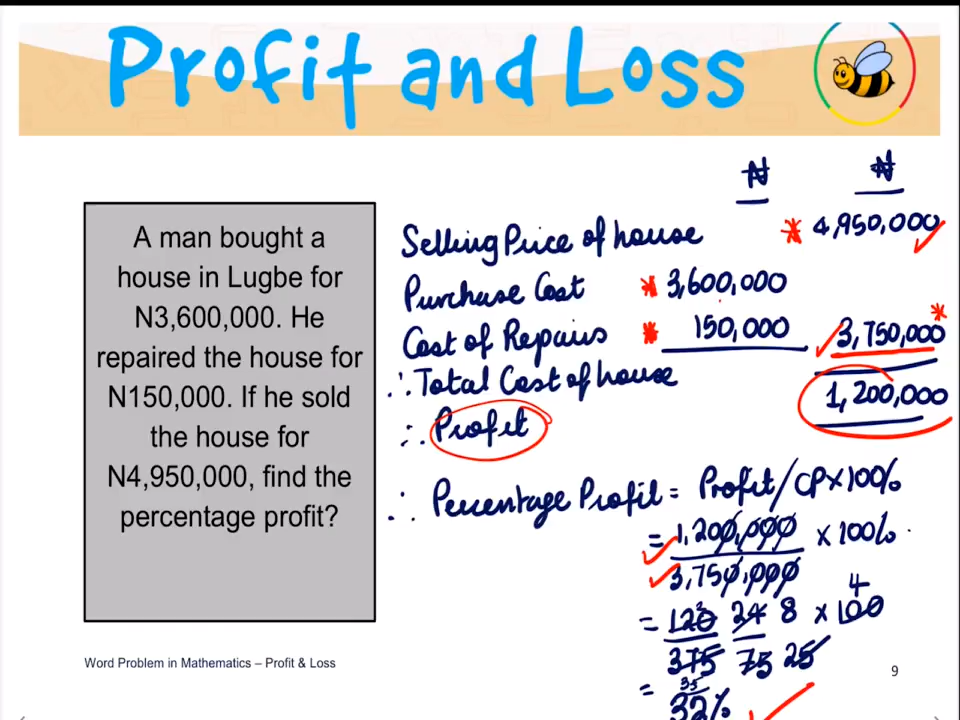 Profit and Loss
A man bought a
house in Lugbe for
N3,600,000. He
repaired the house for
N150,000. If he sold
the house for
N4,950,000, find the
percentage profit?
₦ ₦
Selling Price of house * 4,950,000
Purchase Cost * 3,600,000
Cost of Repairs * 150,000 3,750,000 *
∴ Total Cost of house
∴ Profit 1,200,000
∴ Percentage Profit = Profit/CP×100%
= 1,200,000 × 100%
3,750,000
4
= 120 24 8 × 100
375 75 25
= 32%
Word Problem in Mathematics – Profit & Loss
9